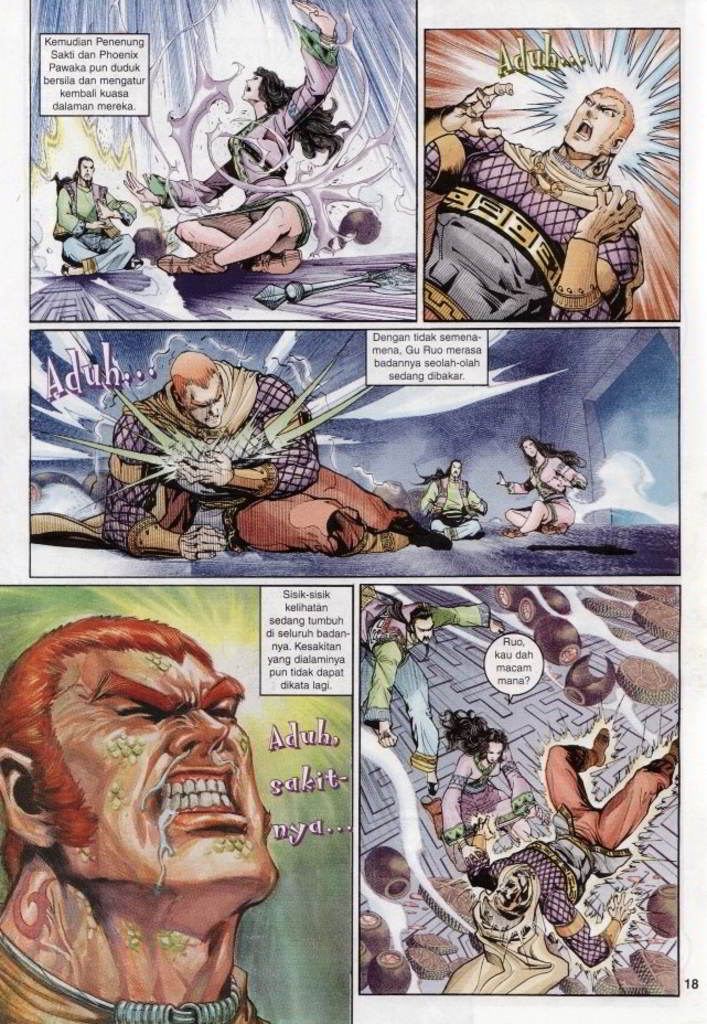 Kemudian Penenung
Sakti dan Phoenix
Pawaka pun duduk
bersila dan mengatur
kembali kuasa
dalaman mereka.
Aduh...
Aduh...
Dengan tidak semena-
mena, Gu Ruo merasa
badannya seolah-olah
sedang dibakar.
Sisik-sisik
kelihatan
sedang tumbuh
di seluruh badan-
nya. Kesakitan
yang dialaminya
pun tidak dapat
dikata lagi.
Aduh,
sakit-
nya...
Ruo,
kau dah
macam
mana?
18